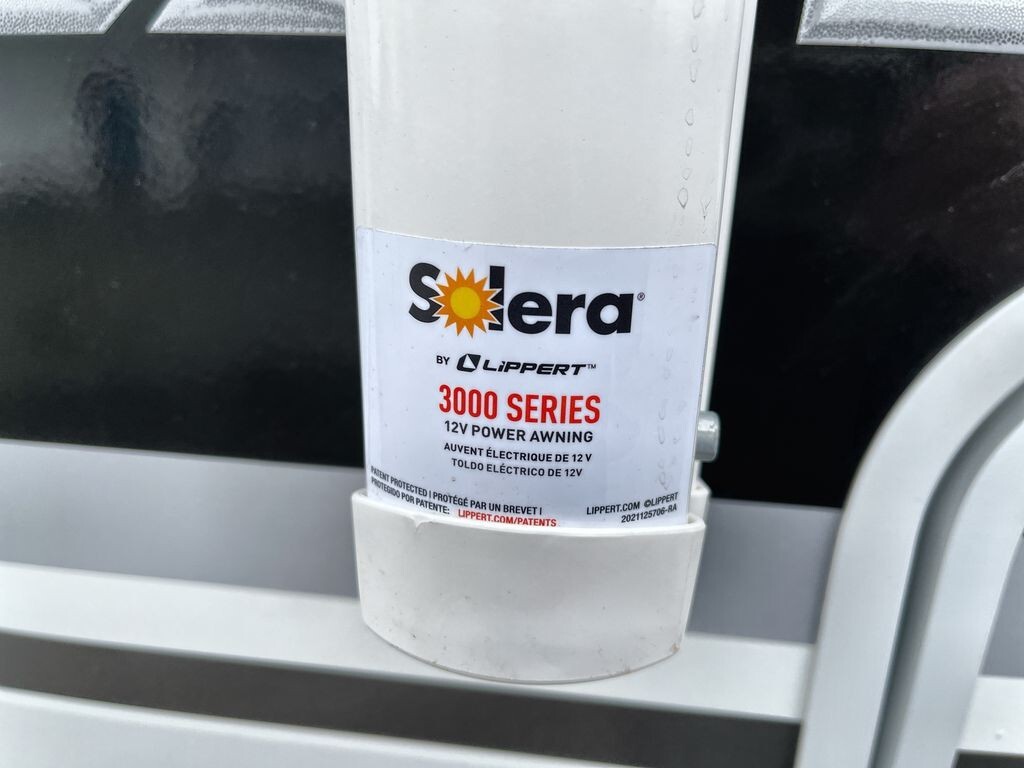 Solera®
BY LiPPERT™
3000 SERIES
12V POWER AWNING
AUVENT ÉLECTRIQUE DE 12 V
TOLDO ELÉCTRICO DE 12V
PATENT PROTECTED I PROTÉGÉ PAR UN BREVET I
PROTEGIDO POR PATENTE: LIPPERT.COM/PATENTS
LIPPERT.COM ©LIPPERT
2021125706-RA